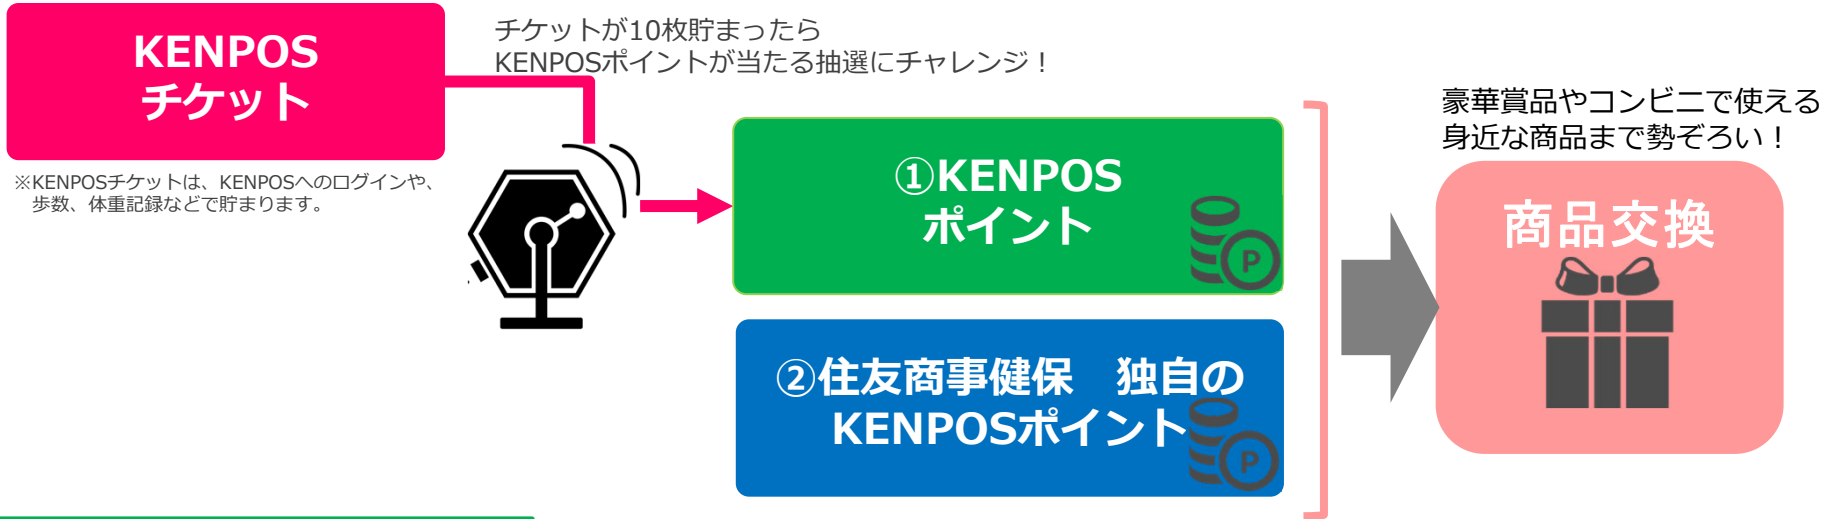 KENPOS
チケット
チケットが10枚貯まったら
KENPOSポイントが当たる抽選にチャレンジ！
※KENPOSチケットは、KENPOSへのログインや、
歩数、体重記録などで貯まります。
①KENPOS
ポイント
P
②住友商事健保　独自の
KENPOSポイント
P
豪華賞品やコンビニで使える
身近な商品まで勢ぞろい！
商品交換